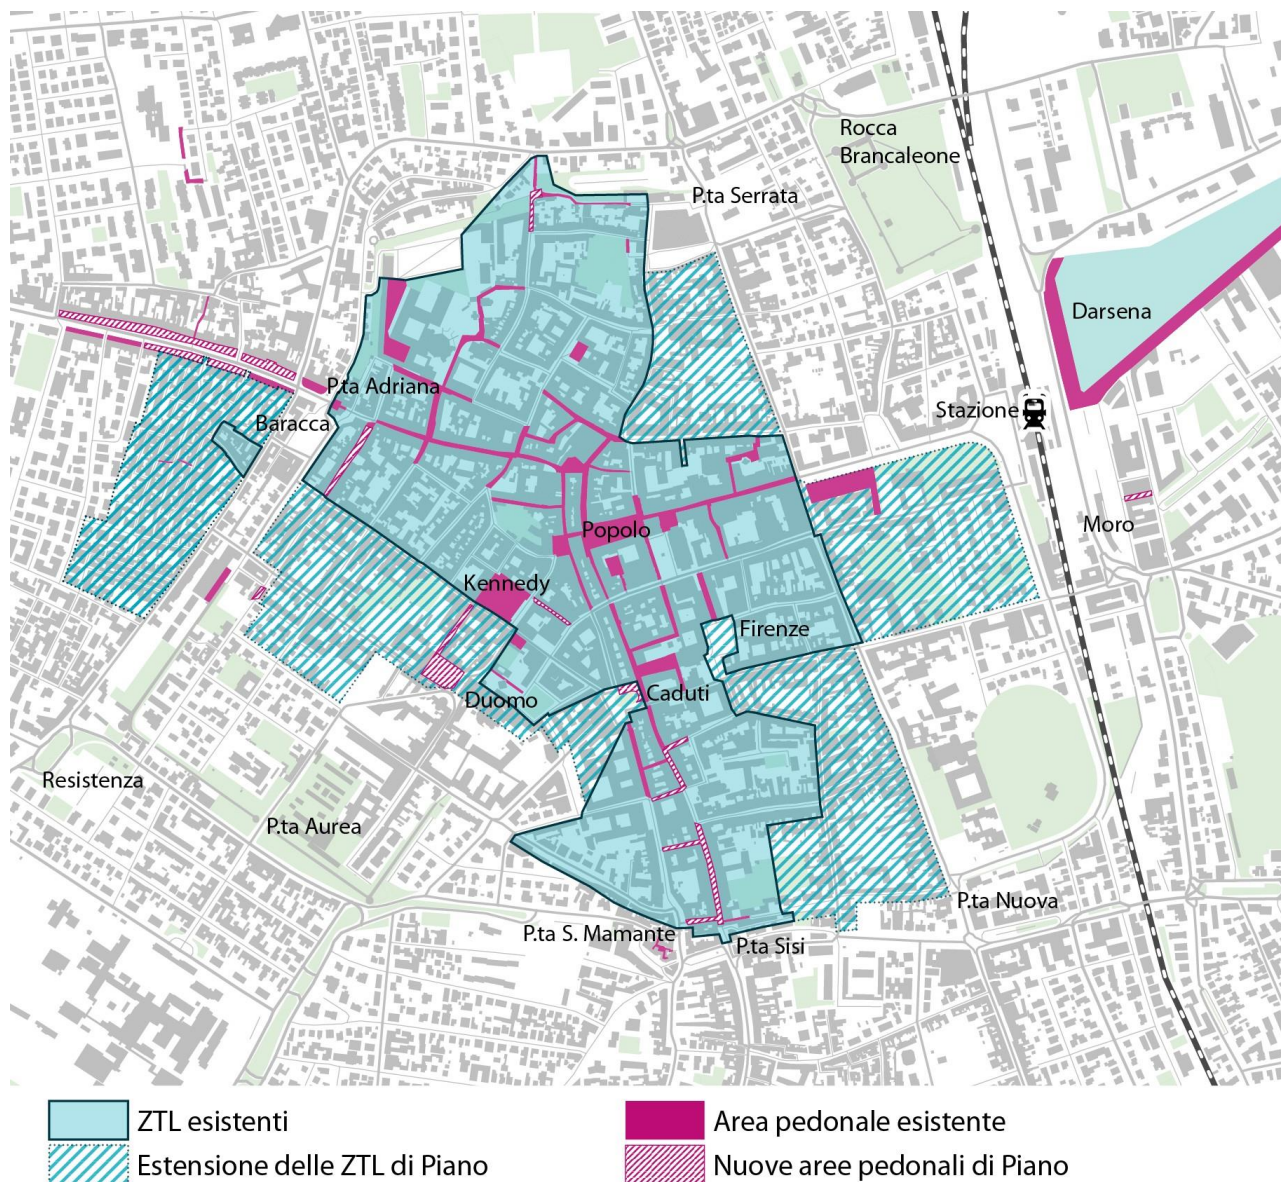 Rocca
Brancaleone
P.ta Serrata
Darsena
P.ta Adriana
Stazione
Baracca
Popolo
Moro
Kennedy
Firenze
Duomo
Caduti
Resistenza
P.ta Aurea
P.ta Nuova
P.ta S. Mamante
P.ta Sisi
ZTL esistenti
Area pedonale esistente
Estensione delle ZTL di Piano
Nuove aree pedonali di Piano